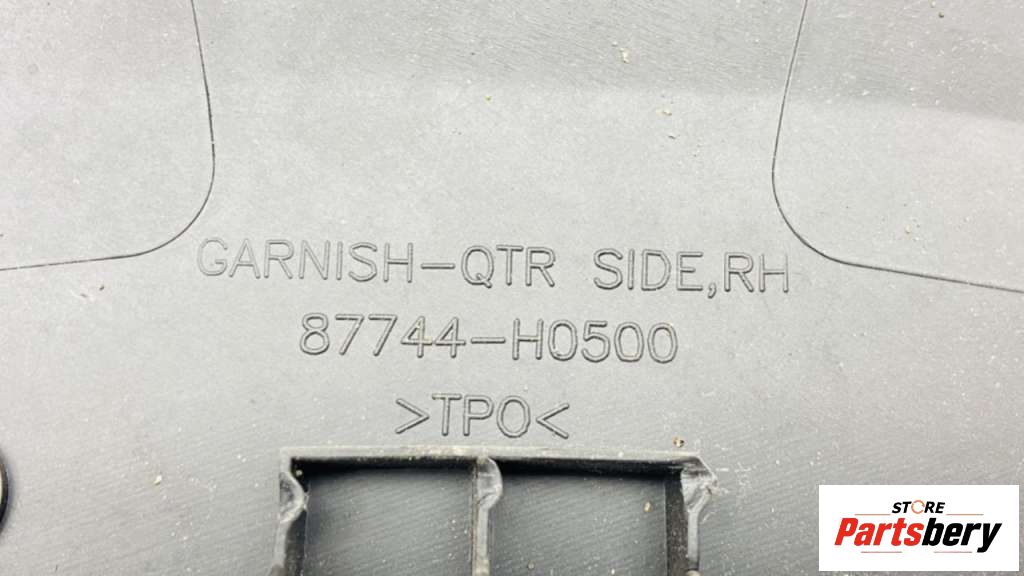 GARNISH-QTR SIDE,RH
87744-H0500
>TPO<
STORE
Partsbery